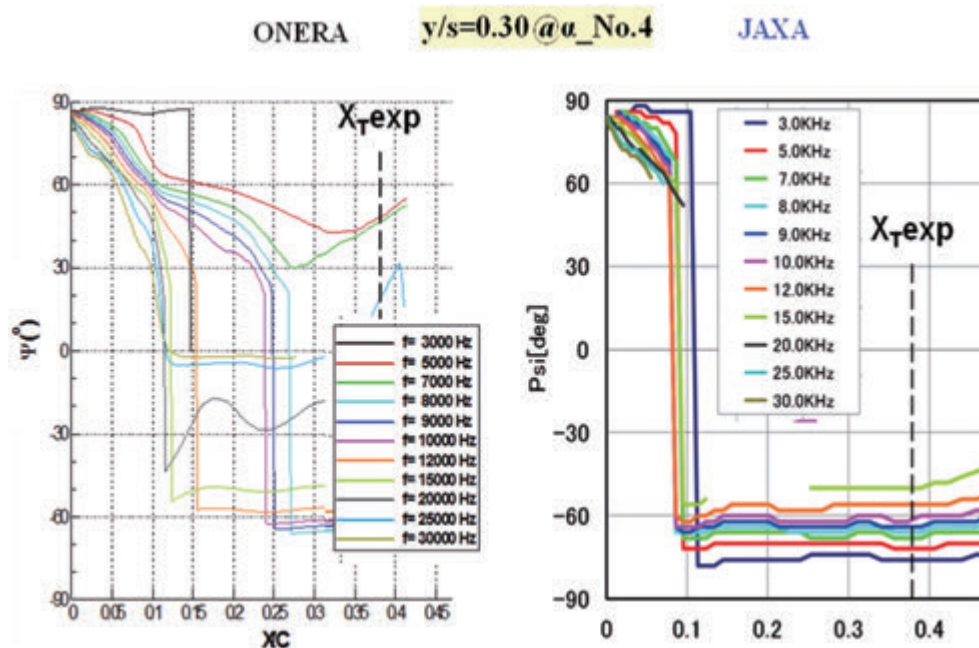 ONERA y/s=0.30@α_No.4 JAXA
90
60
30
0
-30
-60
-90
Ψ(°)
X_T exp
f= 3000 Hz
f= 5000 Hz
f= 7000 Hz
f= 8000 Hz
f= 9000 Hz
f= 10000 Hz
f= 12000 Hz
f= 15000 Hz
f= 20000 Hz
f= 25000 Hz
f= 30000 Hz
0 0.05 0.1 0.15 0.2 0.25 0.3 0.35 0.4 0.45
X/C
90
60
30
0
-30
-60
-90
Psi[deg]
3.0KHz
5.0KHz
7.0KHz
8.0KHz
9.0KHz
10.0KHz
12.0KHz
15.0KHz
20.0KHz
25.0KHz
30.0KHz
X_T exp
0 0.1 0.2 0.3 0.4